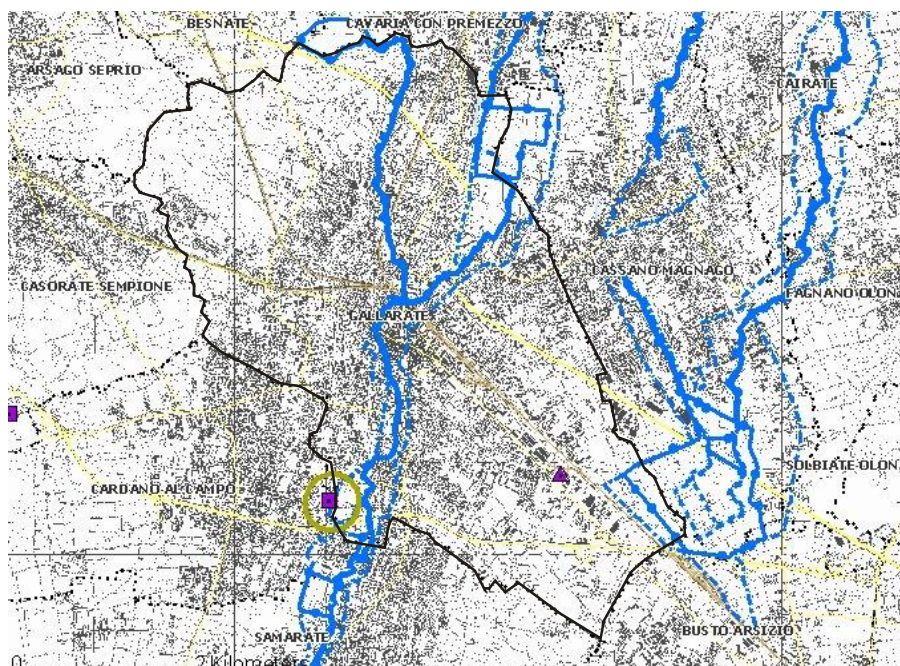 BESNATE
CAVARIA CON PREMEZZO
ARSAGO SEPRIO
CAIRATE
CASSANO MAGNAGO
CASORATE SEMPIONE
FAGNANO OLON
GALLARATE
SOLBIATE OLON
CARDANO AL CAMPO
BUSTO ARSIZIO
SAMARATE
0 2 Kilometers